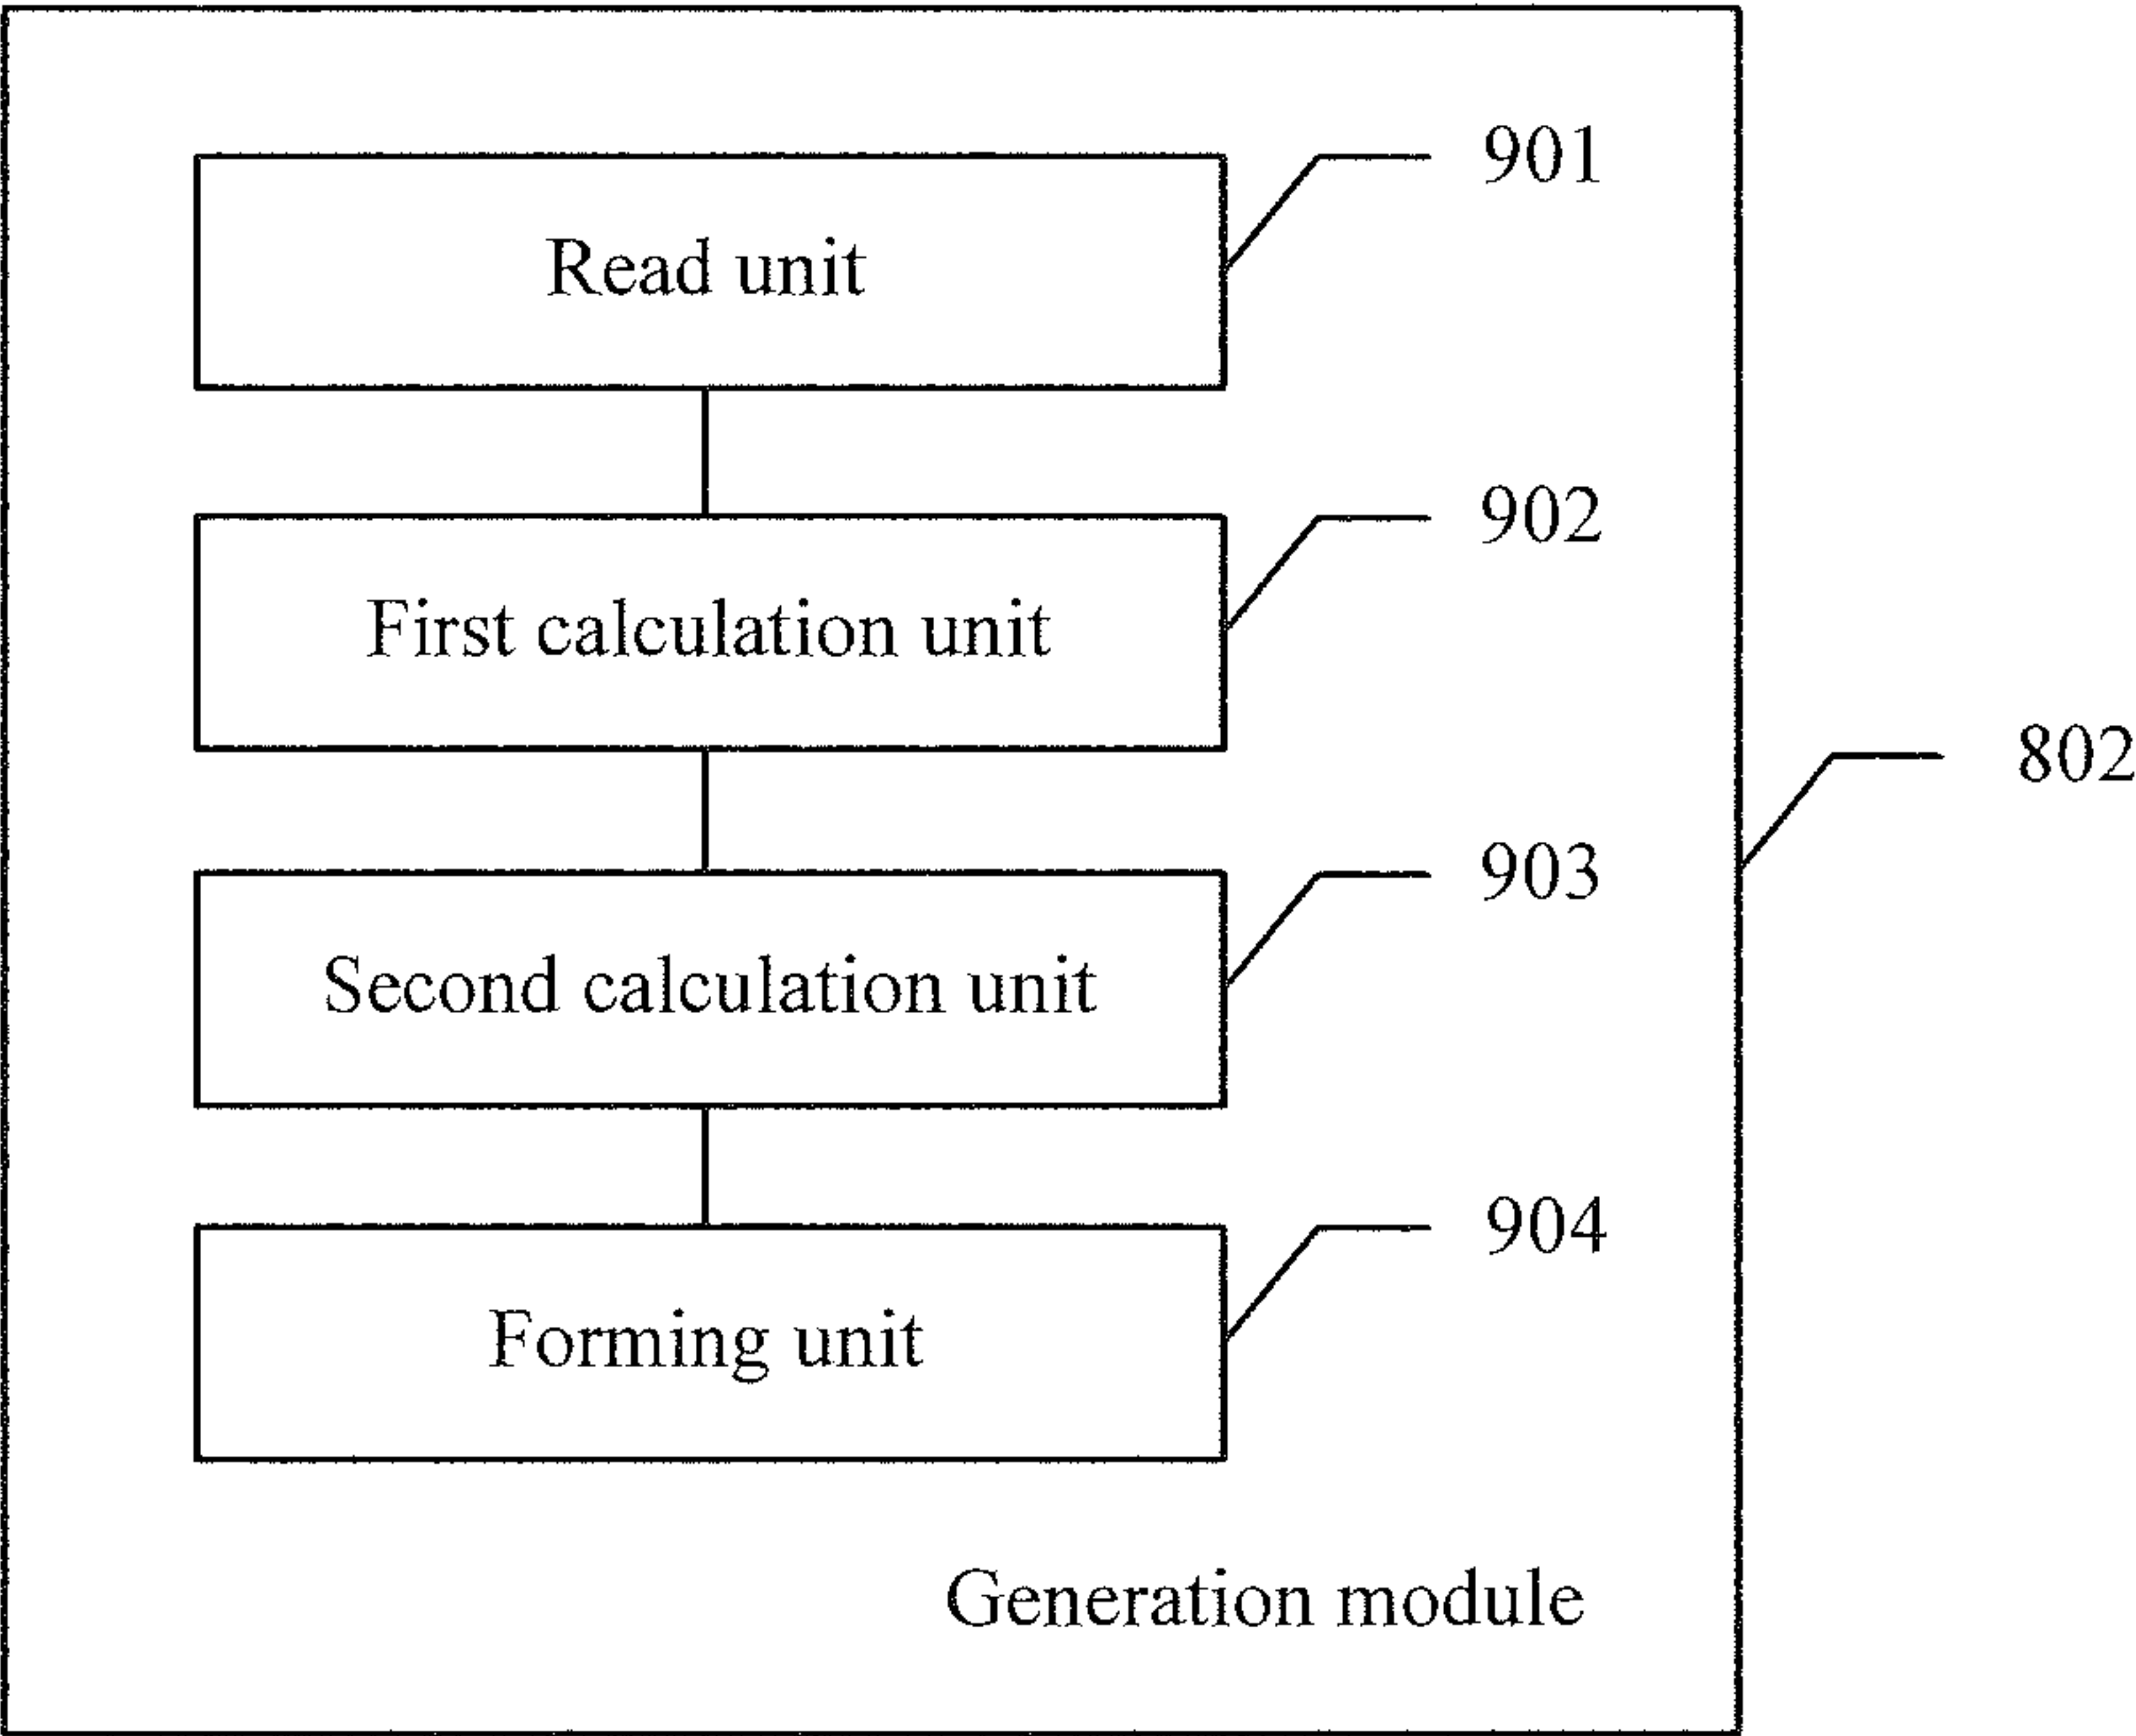 901
Read unit
902
First calculation unit
802
903
Second calculation unit
904
Forming unit
Generation module